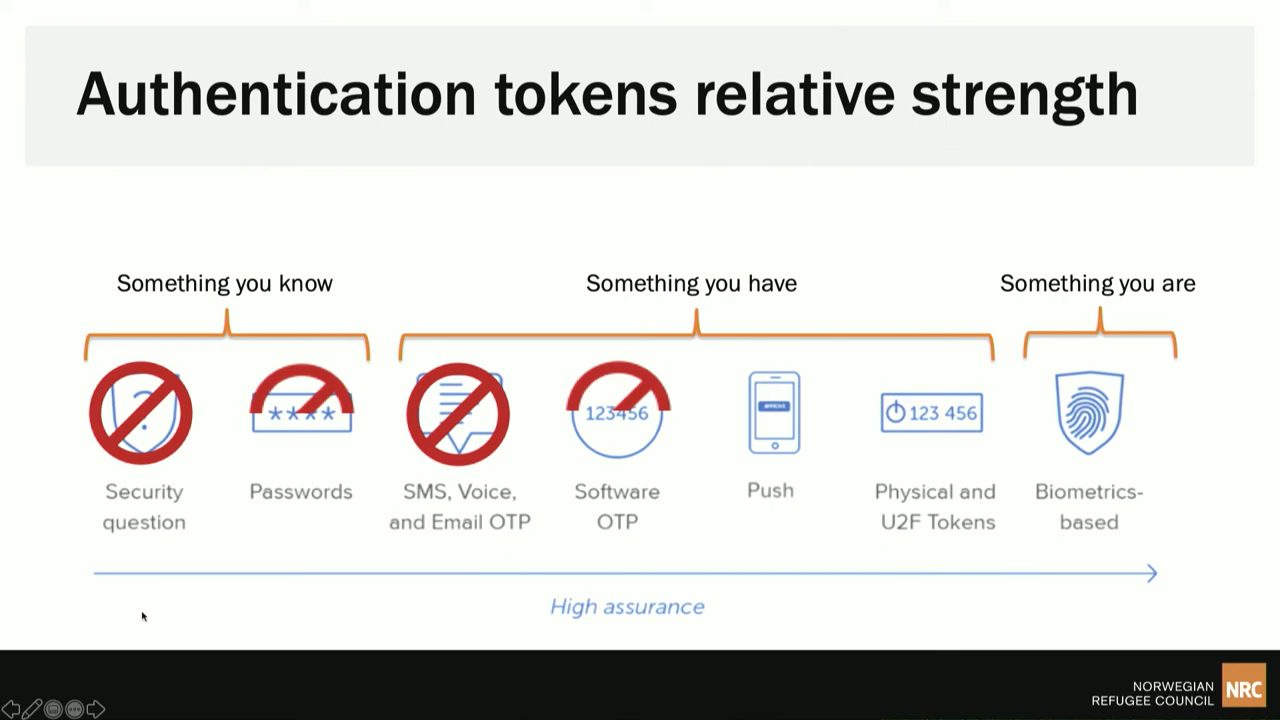 Authentication tokens relative strength
Something you know
Something you have
Something you are
****
123456
APPROVE
123 456
Security
question
Passwords
SMS, Voice,
and Email OTP
Software
OTP
Push
Physical and
U2F Tokens
Biometrics-
based
High assurance
NORWEGIAN
REFUGEE COUNCIL
NRC